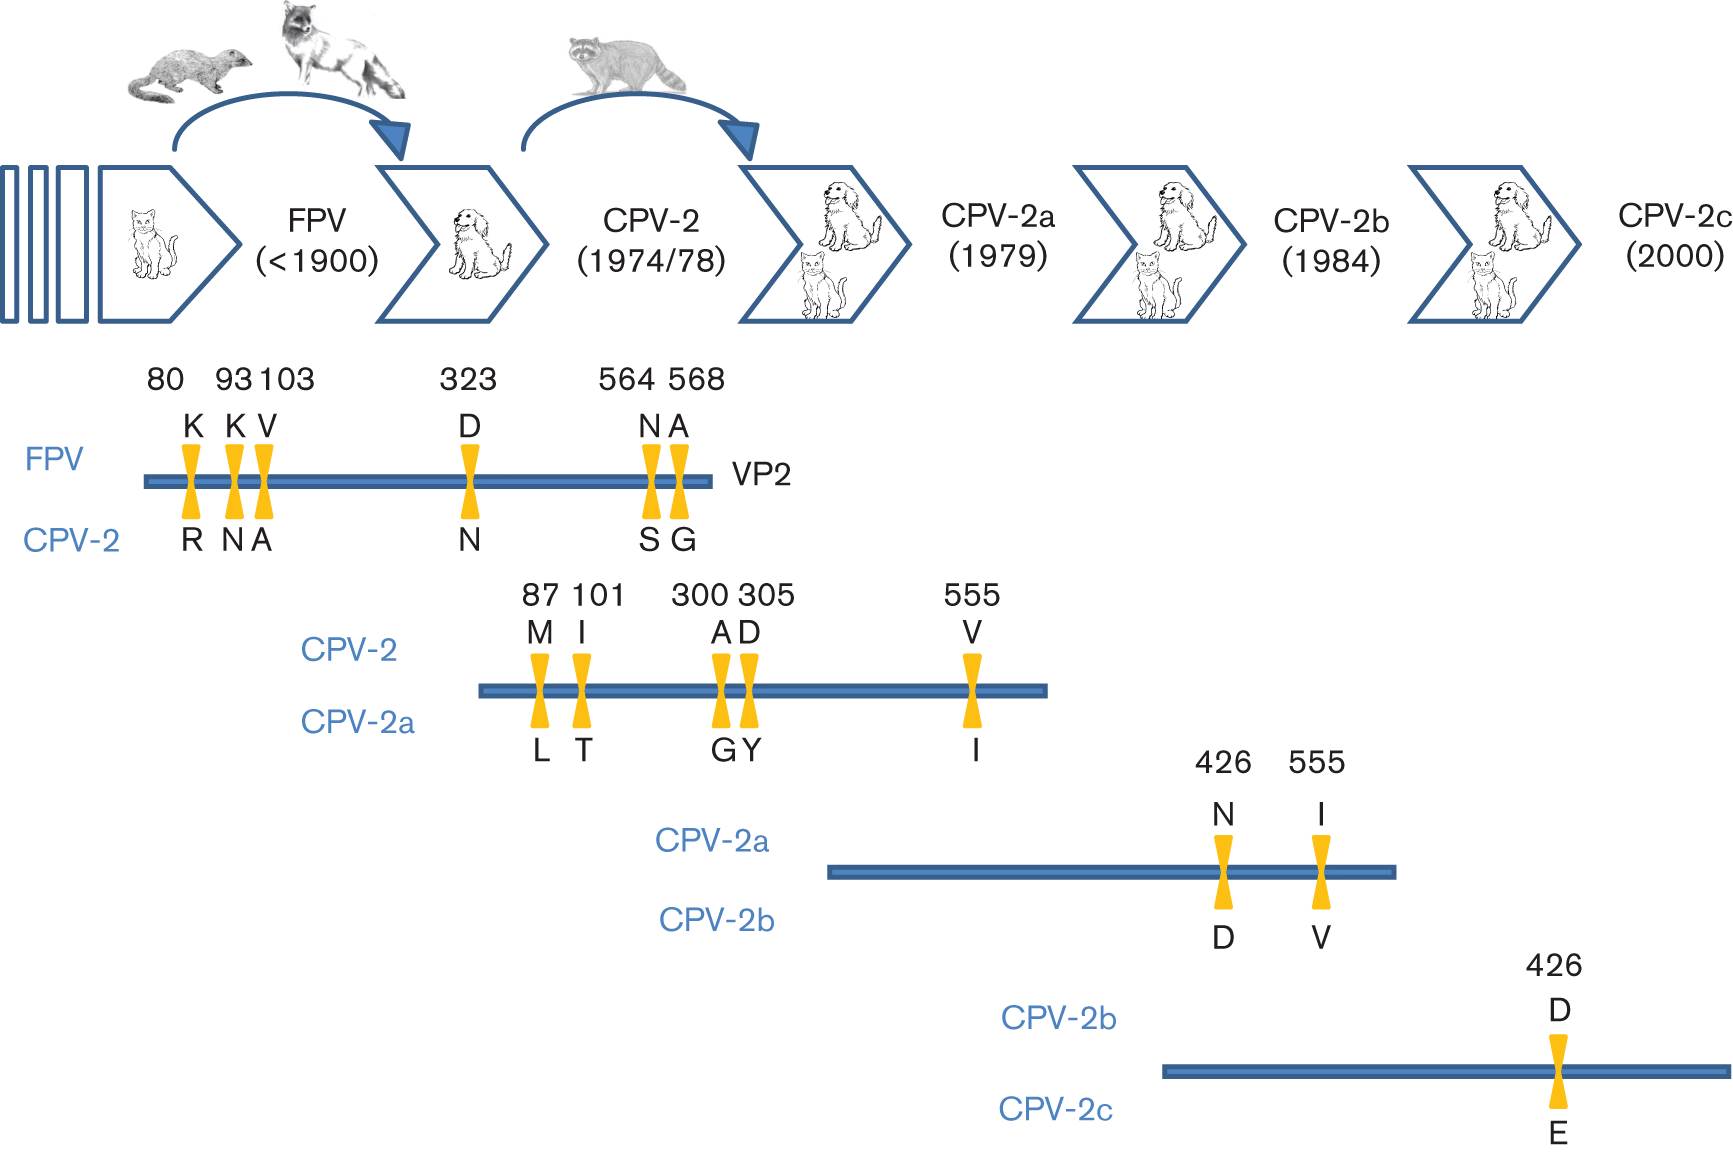 FPV
(<1900)
CPV-2
(1974/78)
CPV-2a
(1979)
CPV-2b
(1984)
CPV-2c
(2000)
80 93 103 323 564 568
K K V D N A
FPV
VP2
CPV-2
R N A N S G
87 101 300 305 555
M I A D V
CPV-2
CPV-2a
L T G Y I
426 555
N I
CPV-2a
CPV-2b
D V
426
D
CPV-2b
CPV-2c
E